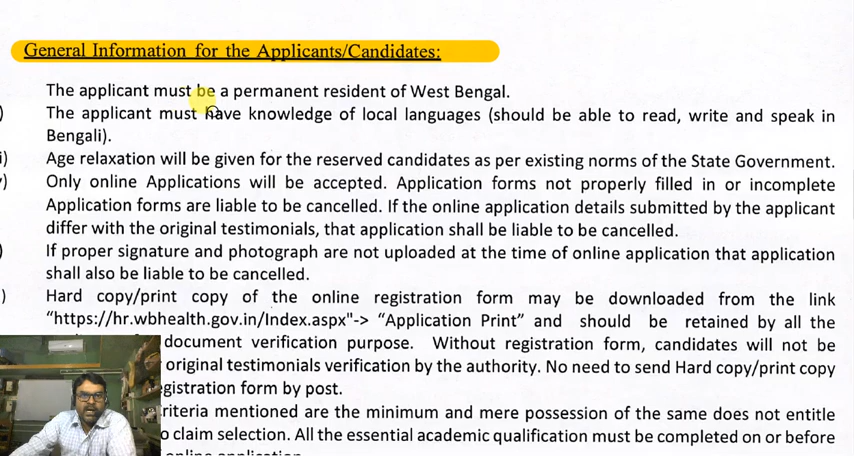 General Information for the Applicants/Candidates:
The applicant must be a permanent resident of West Bengal.
) The applicant must have knowledge of local languages (should be able to read, write and speak in
Bengali).
i) Age relaxation will be given for the reserved candidates as per existing norms of the State Government.
) Only online Applications will be accepted. Application forms not properly filled in or incomplete
Application forms are liable to be cancelled. If the online application details submitted by the applicant
differ with the original testimonials, that application shall be liable to be cancelled.
) If proper signature and photograph are not uploaded at the time of online application that application
shall also be liable to be cancelled.
) Hard copy/print copy of the online registration form may be downloaded from the link
"https://hr.wbhealth.gov.in/Index.aspx"-> "Application Print" and should be retained by all the
document verification purpose. Without registration form, candidates will not be
original testimonials verification by the authority. No need to send Hard copy/print copy
gistration form by post.
riteria mentioned are the minimum and mere possession of the same does not entitle
o claim selection. All the essential academic qualification must be completed on or before